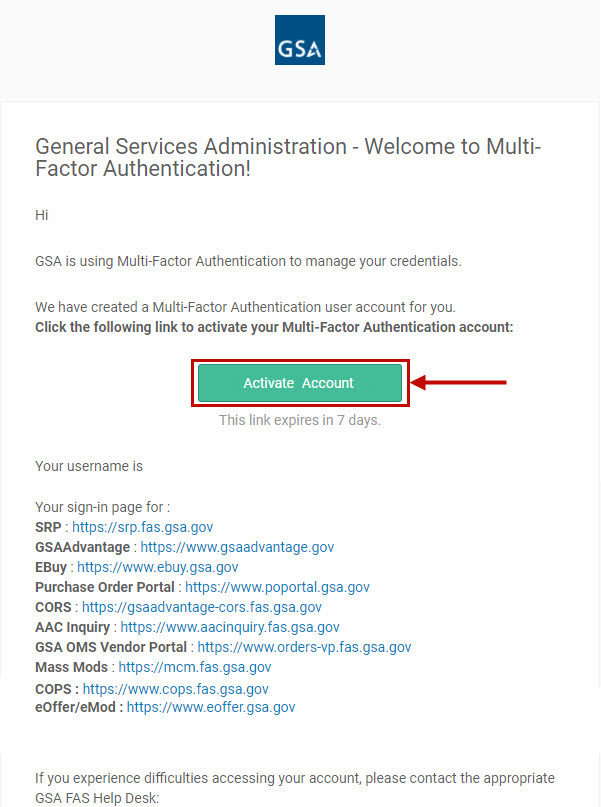 GSA
General Services Administration - Welcome to Multi-
Factor Authentication!
Hi
GSA is using Multi-Factor Authentication to manage your credentials.
We have created a Multi-Factor Authentication user account for you.
Click the following link to activate your Multi-Factor Authentication account:
Activate Account
This link expires in 7 days.
Your username is
Your sign-in page for :
SRP : https://srp.fas.gsa.gov
GSAAdvantage : https://www.gsaadvantage.gov
EBuy : https://www.ebuy.gsa.gov
Purchase Order Portal : https://www.poportal.gsa.gov
CORS : https://gsaadvantage-cors.fas.gsa.gov
AAC Inquiry : https://www.aacinquiry.fas.gsa.gov
GSA OMS Vendor Portal : https://www.orders-vp.fas.gsa.gov
Mass Mods : https://mcm.fas.gsa.gov
COPS : https://www.cops.fas.gsa.gov
eOffer/eMod : https://www.eoffer.gsa.gov
If you experience difficulties accessing your account, please contact the appropriate
GSA FAS Help Desk: